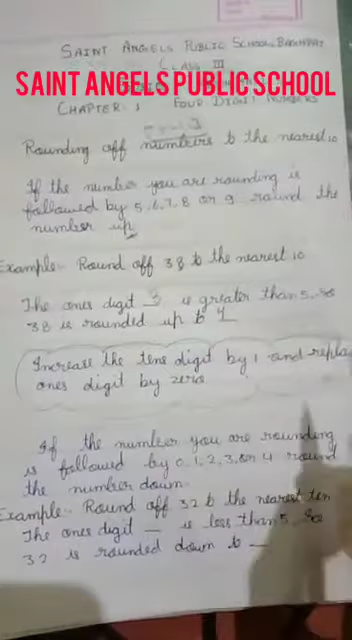 SAINT ANGELS PUBLIC SCHOOL BAGHPAT
CLASS III
SAINT ANGELS PUBLIC SCHOOL
CHAPTER: 1 FOUR DIGIT NUMBERS
Rounding off numbers to the nearest 10
If the number you are rounding is
followed by 5,6,7,8 or 9 round the
number up
Example:- Round off 38 to the nearest 10
The ones digit 3 is greater than 5. So
38 is rounded up to 4
Increase the tens digit by 1 and
ones digit by zero
If the number you are rounding
is followed by 0,1,2,3, or 4 round
the number down.
Example:- Round off 32 to the nearest ten
The ones digit _ is less than 5. So
32 is rounded down to _